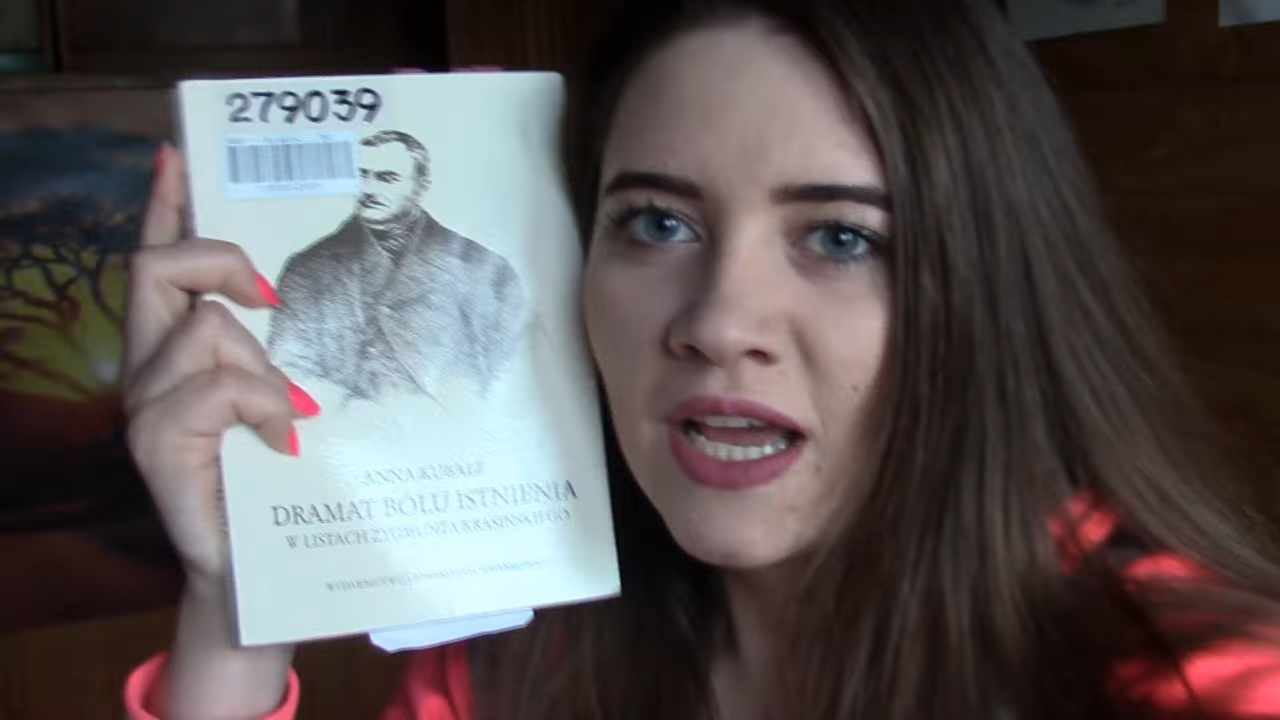 279039
ANNA KUBALE
DRAMAT BÓLU ISTNIENIA
W LISTACH ZYGMUNTA KRASIŃSKIEGO